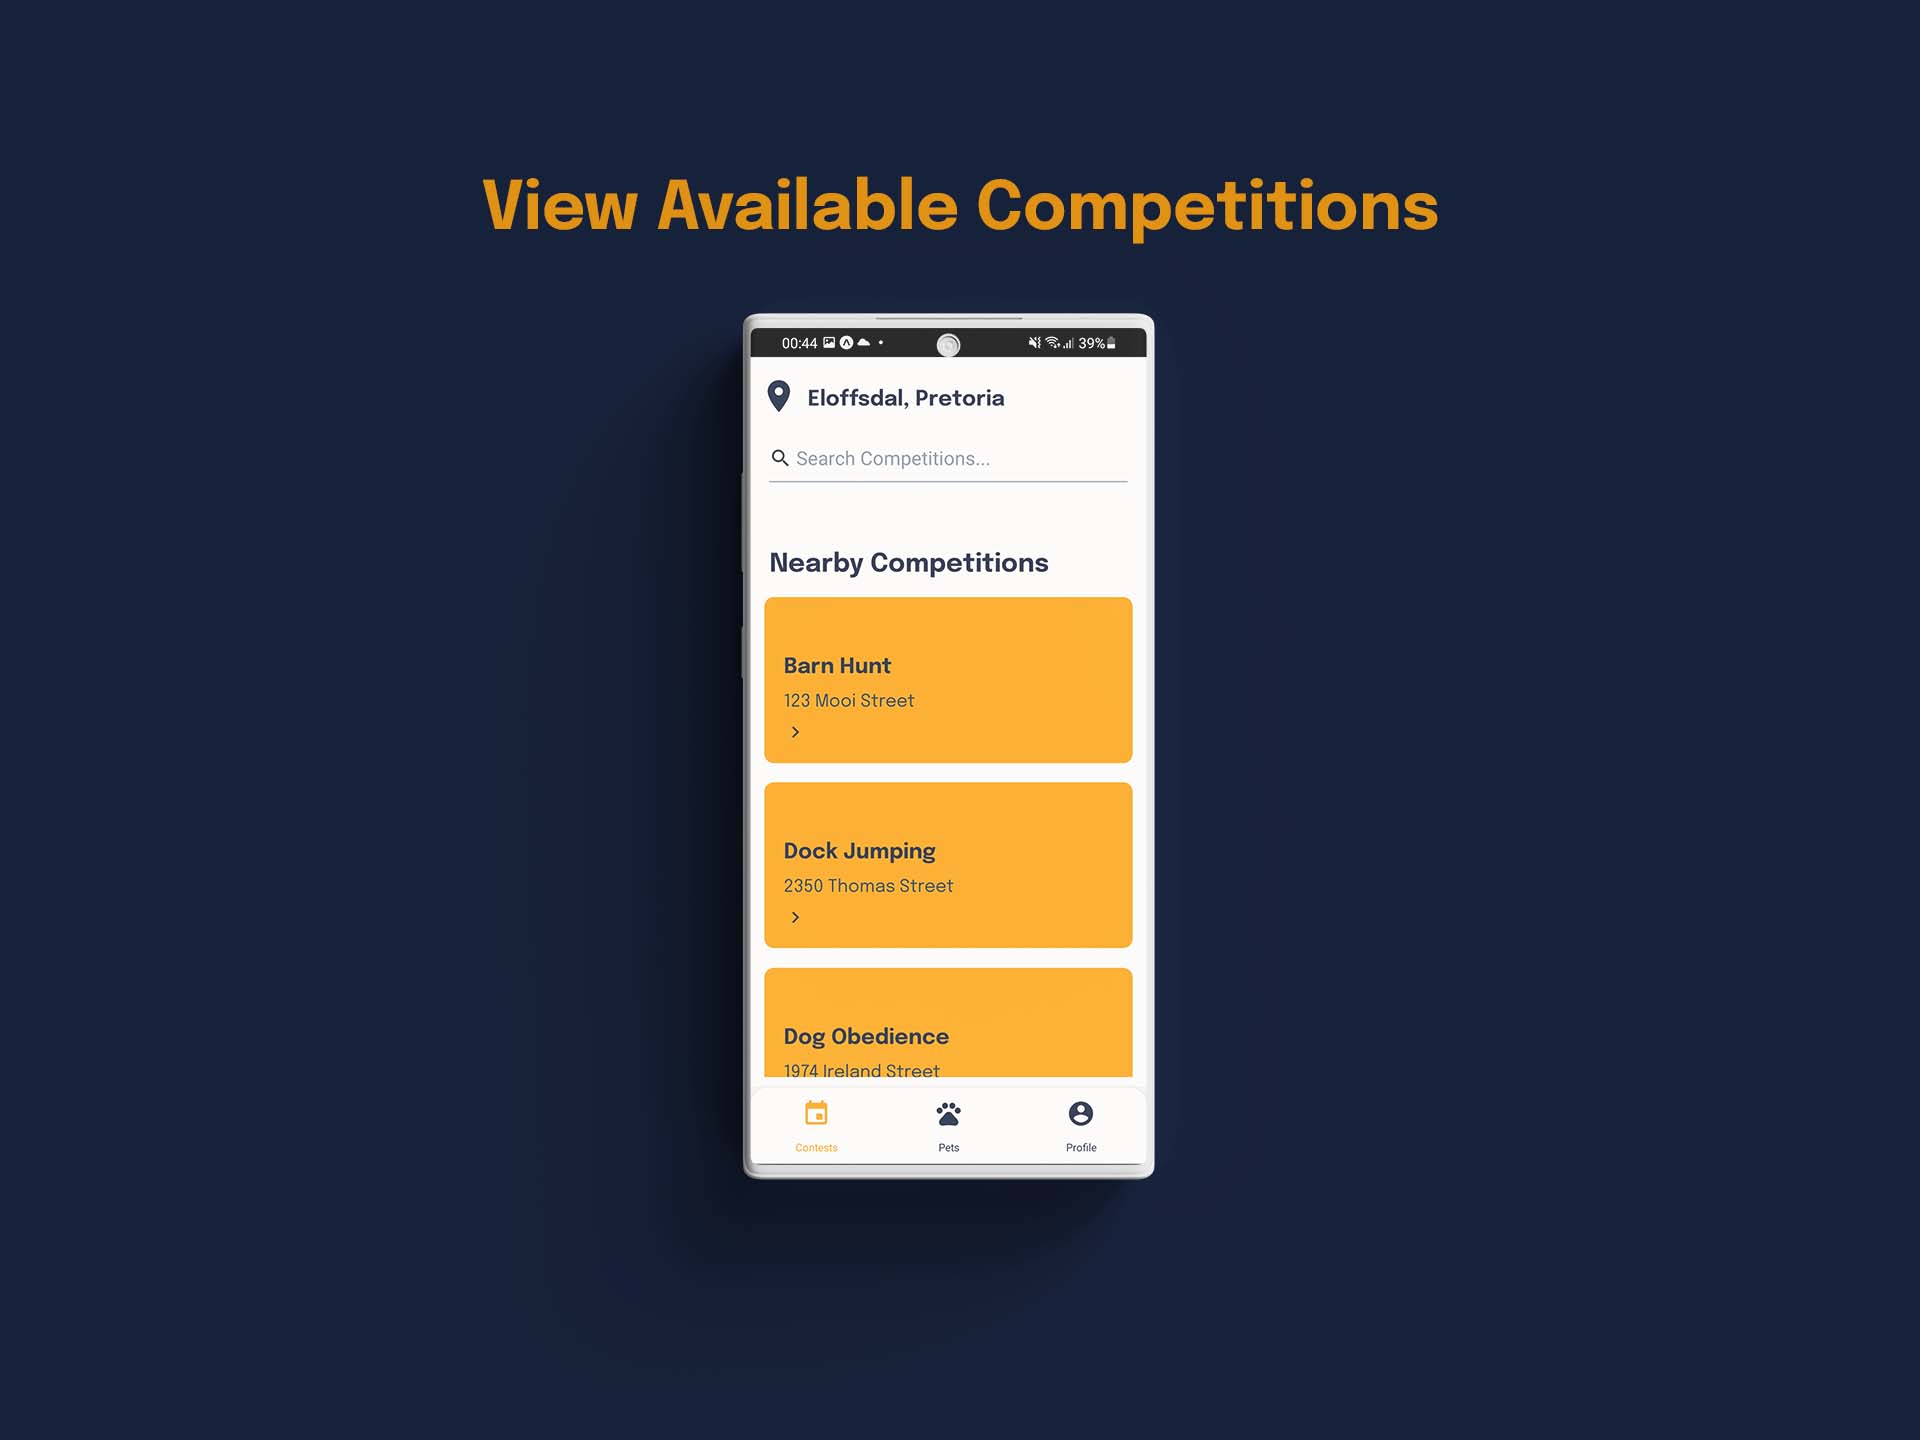 View Available Competitions
00:44
39%
Eloffsdal, Pretoria
Search Competitions...
Nearby Competitions
Barn Hunt
123 Mooi Street
Dock Jumping
2350 Thomas Street
Dog Obedience
1974 Ireland Street
Contests
Pets
Profile